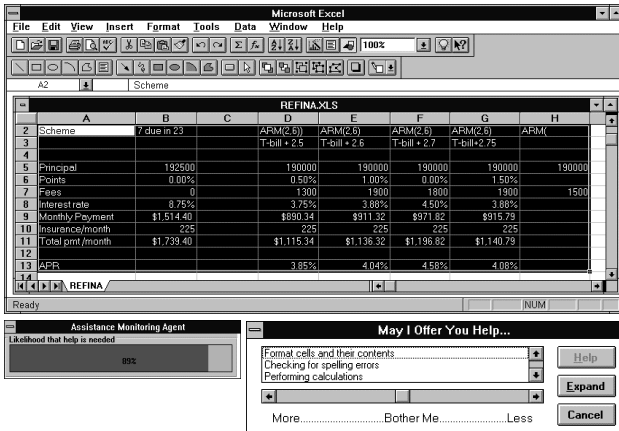 Microsoft Excel
File Edit View Insert Format Tools Data Window Help
100%
A2 Scheme
REFINA.XLS
A B C D E F G H
2 Scheme 7 due in 23 ARM(2,6)) ARM(2,6) ARM(2,6) ARM(2,6) ARM(
3 T-bill + 2.5 T-bill + 2.6 T-bill + 2.7 T-bill+2.75
4
5 Principal 192500 190000 190000 190000 190000 190000
6 Points 0.00% 0.50% 1.00% 0.00% 1.50%
7 Fees 0 1300 1900 1800 1900 1500
8 Interest rate 8.75% 3.75% 3.88% 4.50% 3.88%
9 Monthly Payment $1,514.40 $890.34 $911.32 $971.82 $915.79
10 Insurance/month 225 225 225 225 225
11 Total pmt /month $1,739.40 $1,115.34 $1,136.32 $1,196.82 $1,140.79
12
13 APR 3.85% 4.04% 4.58% 4.08%
14
REFINA
Ready NUM
Assistance Monitoring Agent
Likelihood that help is needed
89%
May I Offer You Help...
Format cells and their contents
Checking for spelling errors
Performing calculations
Help
Expand
Cancel
More.....................Bother Me.....................Less